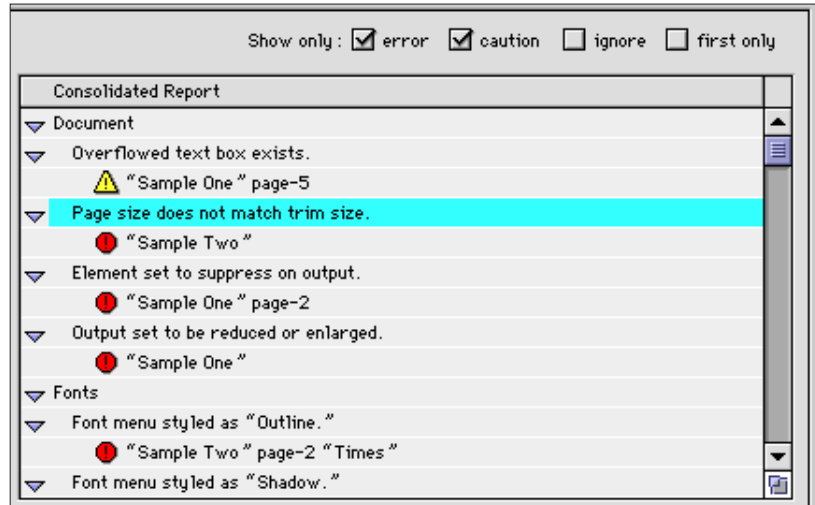 Show only : error caution ignore first only
Consolidated Report
Document
Overflowed text box exists.
“Sample One” page-5
Page size does not match trim size.
“Sample Two”
Element set to suppress on output.
“Sample One” page-2
Output set to be reduced or enlarged.
“Sample One”
Fonts
Font menu styled as “Outline.”
“Sample Two” page-2 “Times”
Font menu styled as “Shadow.”